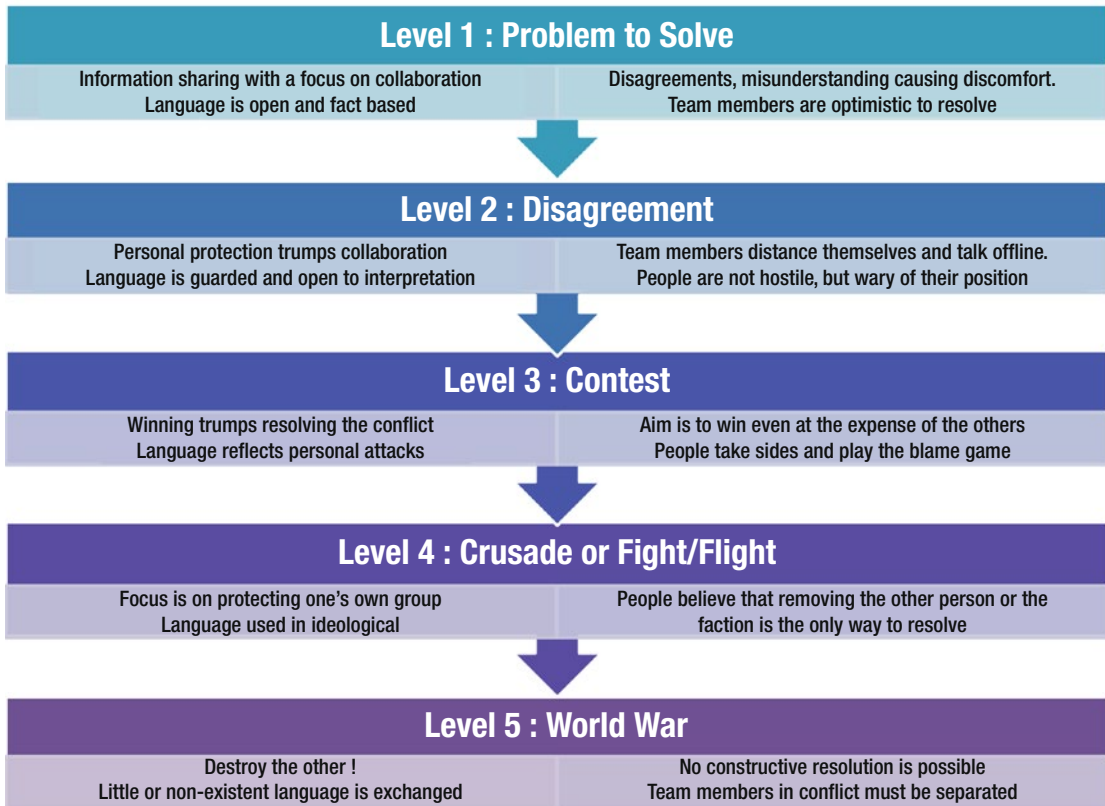 Level 1 : Problem to Solve
Information sharing with a focus on collaboration
Language is open and fact based
Disagreements, misunderstanding causing discomfort.
Team members are optimistic to resolve
Level 2 : Disagreement
Personal protection trumps collaboration
Language is guarded and open to interpretation
Team members distance themselves and talk offline.
People are not hostile, but wary of their position
Level 3 : Contest
Winning trumps resolving the conflict
Language reflects personal attacks
Aim is to win even at the expense of the others
People take sides and play the blame game
Level 4 : Crusade or Fight/Flight
Focus is on protecting one's own group
Language used in ideological
People believe that removing the other person or the
faction is the only way to resolve
Level 5 : World War
Destroy the other !
Little or non-existent language is exchanged
No constructive resolution is possible
Team members in conflict must be separated